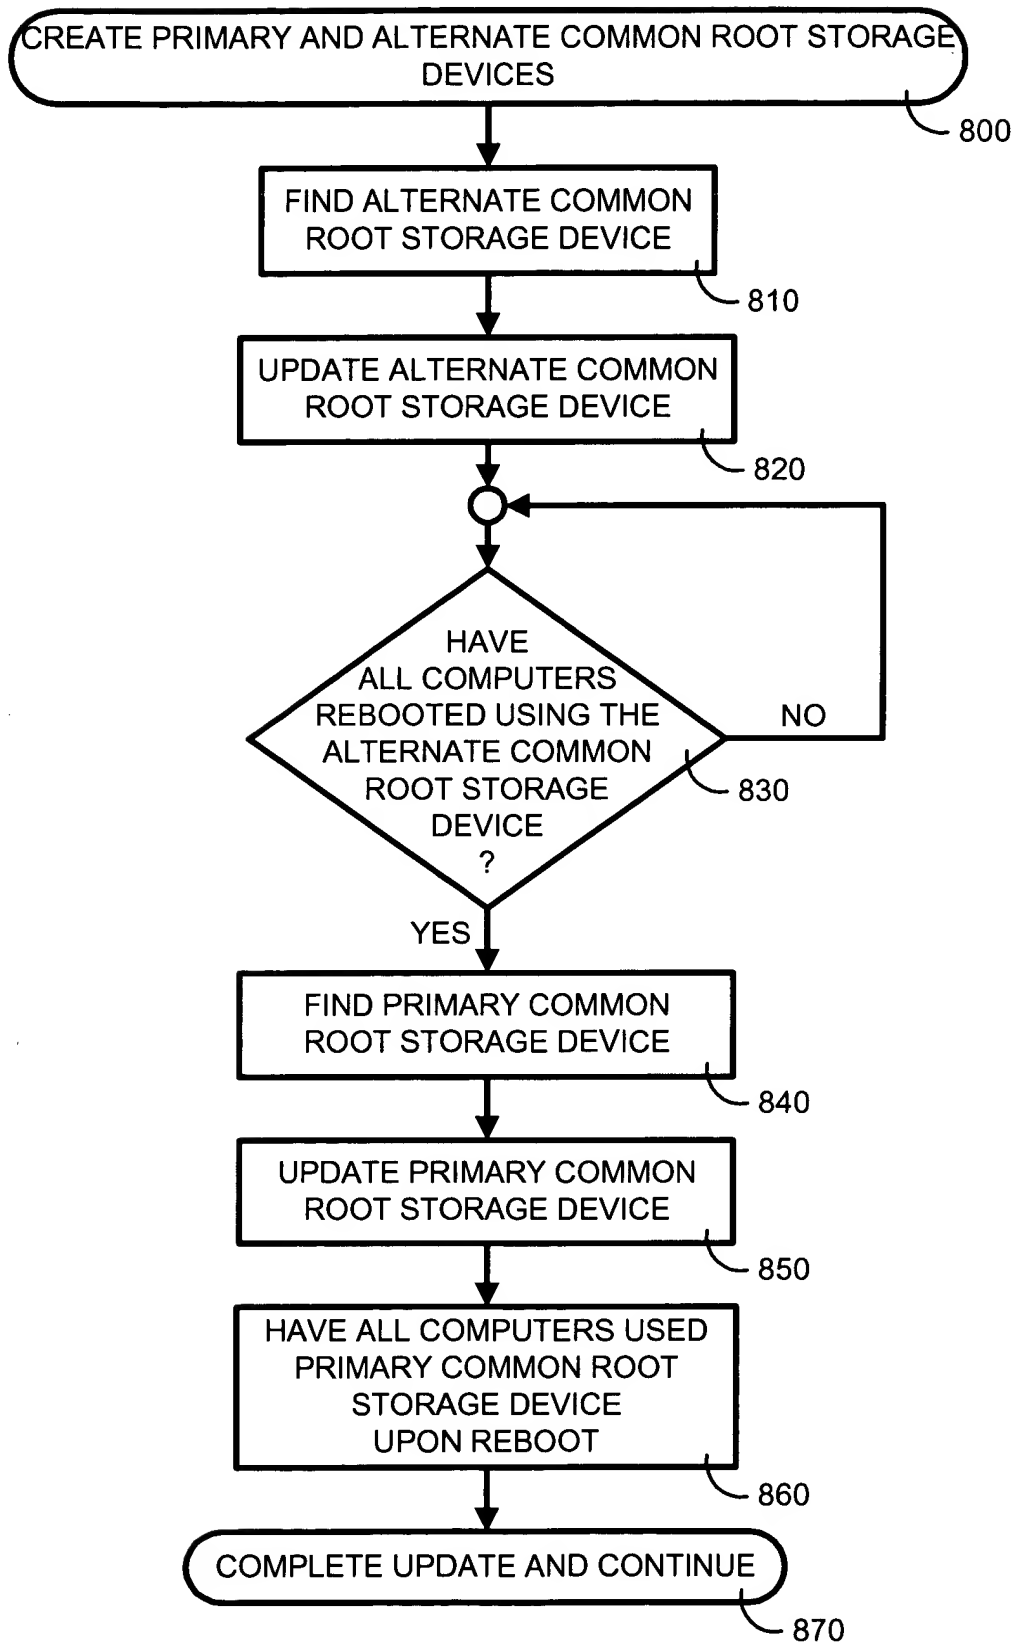 CREATE PRIMARY AND ALTERNATE COMMON ROOT STORAGE
DEVICES
800
FIND ALTERNATE COMMON
ROOT STORAGE DEVICE
810
UPDATE ALTERNATE COMMON
ROOT STORAGE DEVICE
820
HAVE
ALL COMPUTERS
REBOOTED USING THE
ALTERNATE COMMON
ROOT STORAGE
DEVICE
?
NO
830
YES
FIND PRIMARY COMMON
ROOT STORAGE DEVICE
840
UPDATE PRIMARY COMMON
ROOT STORAGE DEVICE
850
HAVE ALL COMPUTERS USED
PRIMARY COMMON ROOT
STORAGE DEVICE
UPON REBOOT
860
COMPLETE UPDATE AND CONTINUE
870